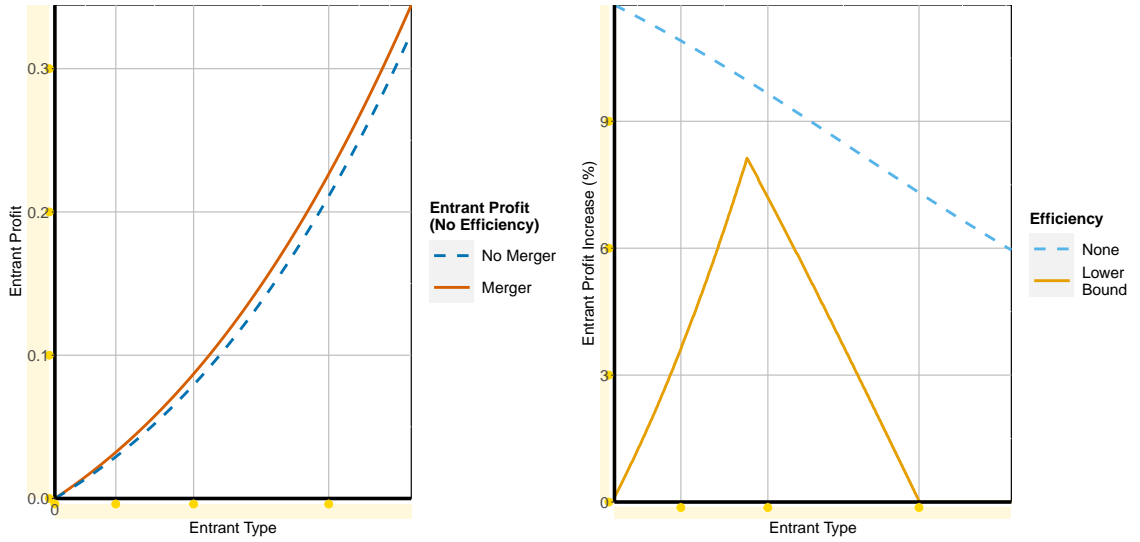 0.3
0.2
0.1
0.0
0
Entrant Profit
Entrant Type
Entrant Profit
(No Efficiency)
No Merger
Merger
9
6
3
0
Entrant Profit Increase (%)
Entrant Type
Efficiency
None
Lower
Bound